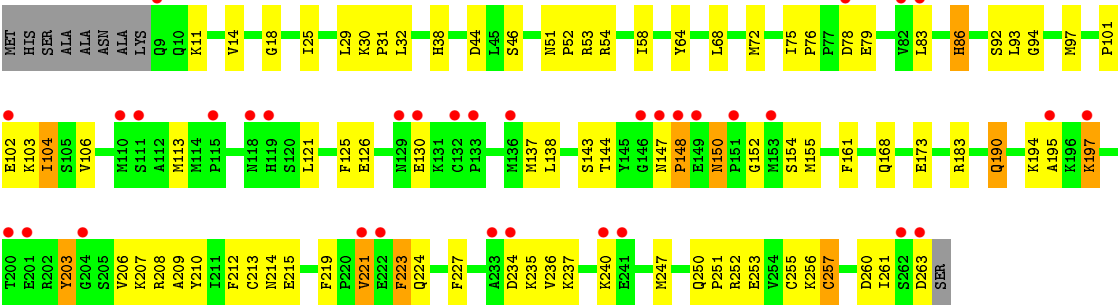 MET HIS SER ALA ALA ASN ALA LYS Q9 Q10 K11 V14 G18 I25 L29 K30 P31 L32 H38 D44 L45 S46 N51 P52 R53 R54 I58 Y64 L68 M72 I75 P76 P77 D78 E79 V82 L83 H86 S92 L93 G94 M97 P101
E102 K103 I104 S105 V106 M110 S111 A112 M113 M114 P115 N118 H119 S120 L121 F125 E126 N129 E130 K131 C132 P133 M136 M137 L138 S143 T144 Y145 G146 N147 P148 E149 N150 P151 G152 M153 S154 M155 F161 Q168 E173 R183 Q190 K194 A195 K196 K197
T200 E201 R202 Y203 G204 S205 V206 K207 R208 A209 Y210 I211 F212 C213 N214 E215 F219 P220 V221 E222 F223 Q224 F227 A233 D234 K235 V236 K237 K240 E241 M247 Q250 P251 R252 E253 V254 C255 K256 C257 D260 I261 S262 D263 SER